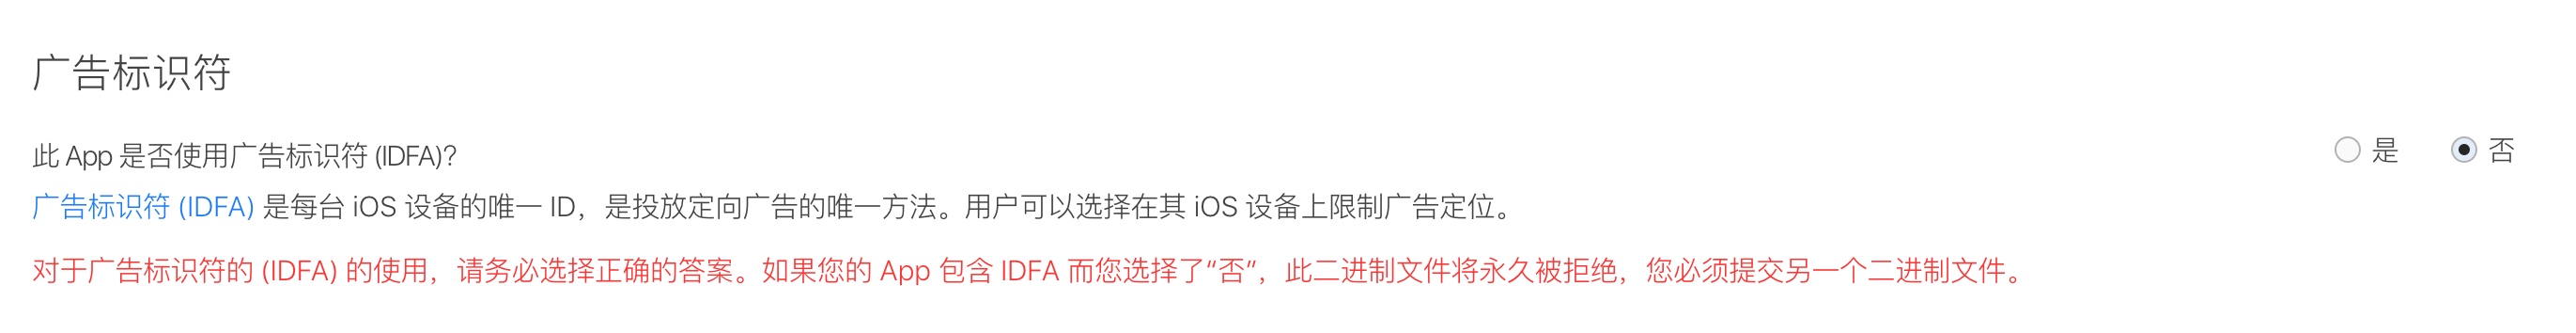 广告标识符
此 App 是否使用广告标识符 (IDFA)?
是 否
广告标识符 (IDFA) 是每台 iOS 设备的唯一 ID，是投放定向广告的唯一方法。用户可以选择在其 iOS 设备上限制广告定位。
对于广告标识符的 (IDFA) 的使用，请务必选择正确的答案。如果您的 App 包含 IDFA 而您选择了“否”，此二进制文件将永久被拒绝，您必须提交另一个二进制文件。